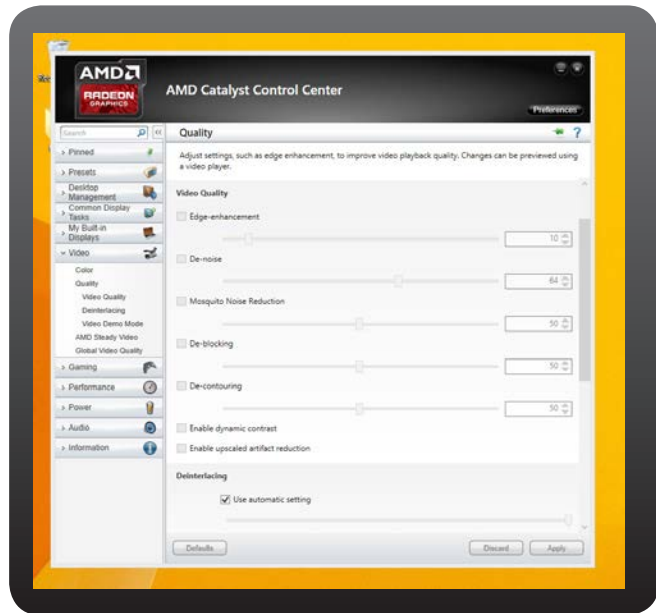 AMD
RADEON
GRAPHICS
AMD Catalyst Control Center
Preferences
Search
Quality
?
Adjust settings, such as edge enhancement, to improve video playback quality. Changes can be previewed using
a video player.
Pinned
Presets
Desktop
Management
Common Display
Tasks
My Built-in
Displays
Video
Color
Quality
Video Quality
Deinterlacing
Video Demo Mode
AMD Steady Video
Global Video Quality
Gaming
Performance
Power
Audio
Information
Video Quality
Edge-enhancement
10
De-noise
64
Mosquito Noise Reduction
50
De-blocking
50
De-contouring
50
Enable dynamic contrast
Enable upscaled artifact reduction
Deinterlacing
Use automatic setting
Defaults
Discard
Apply